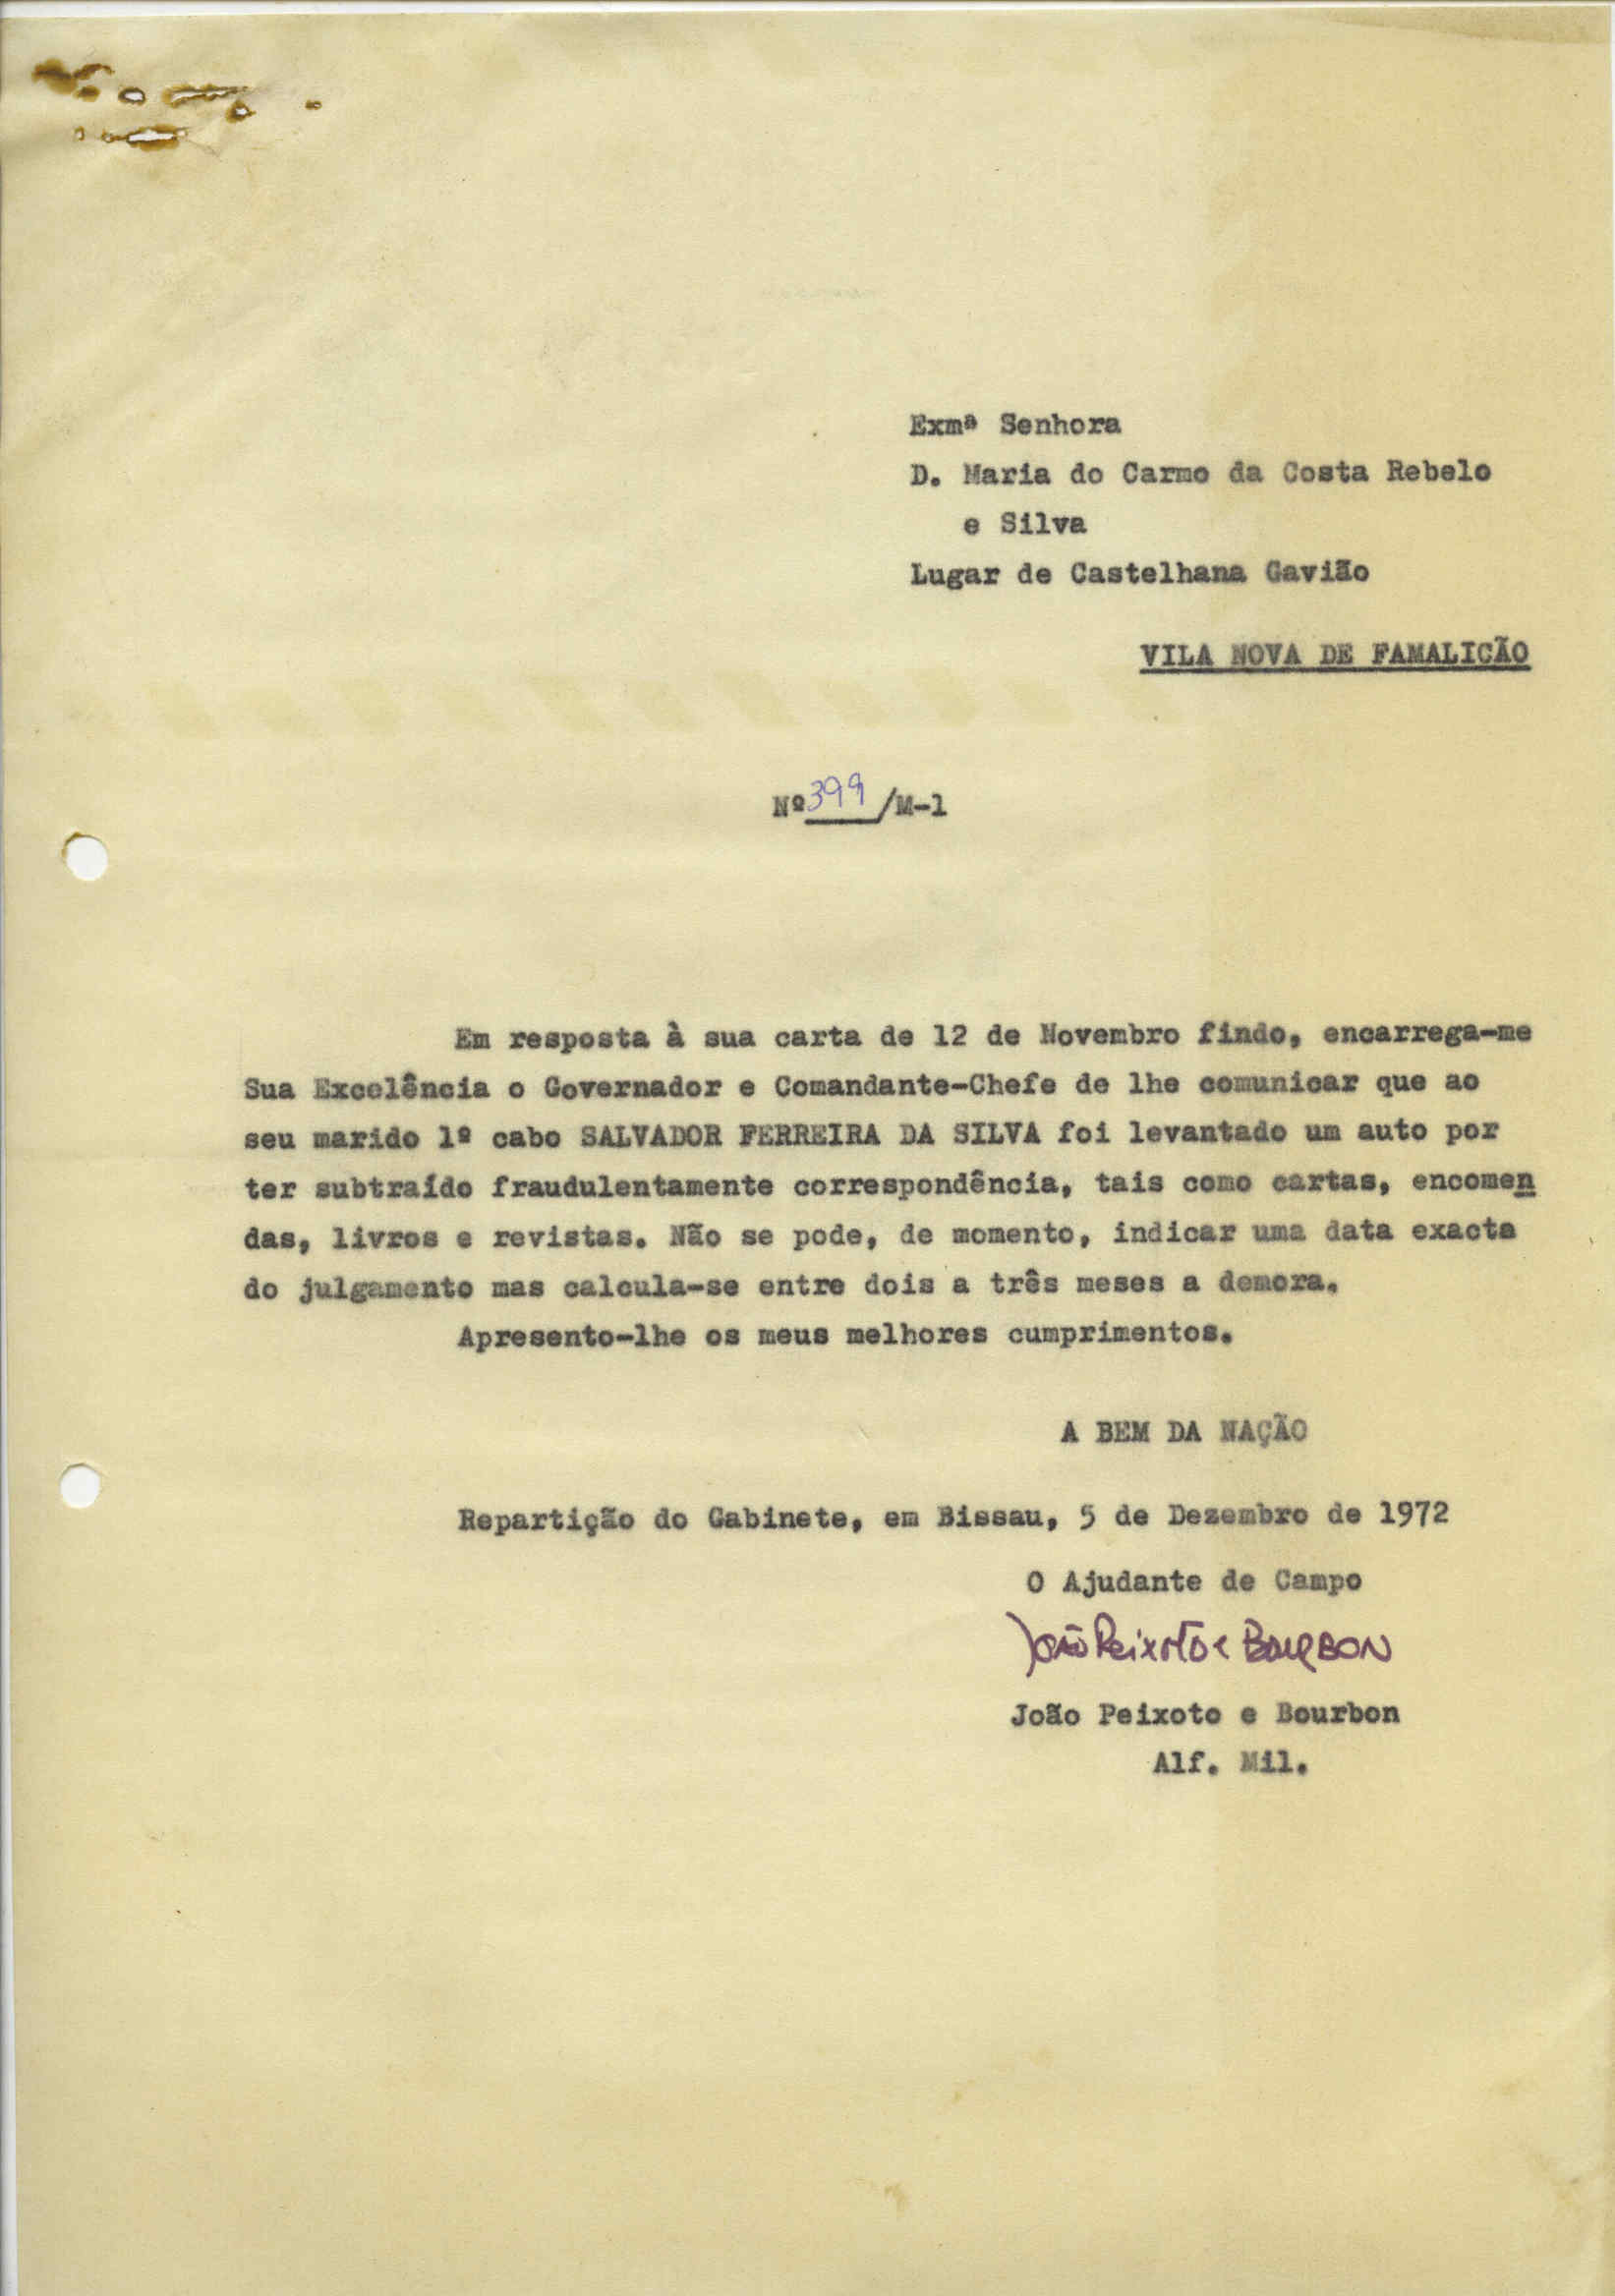 Exmª Senhora
D. Maria do Carmo da Costa Rebelo
e Silva
Lugar de Castelhana Gavião
VILA NOVA DE FAMALICÃO
Nº 399 /M-1
Em resposta à sua carta de 12 de Novembro findo, encarrega-me
Sua Excelência o Governador e Comandante-Chefe de lhe comunicar que ao
seu marido 1º cabo SALVADOR FERREIRA DA SILVA foi levantado um auto por
ter subtraído fraudulentamente correspondência, tais como cartas, encomen
das, livros e revistas. Não se pode, de momento, indicar uma data exacta
do julgamento mas calcula-se entre dois a três meses a demora.
Apresento-lhe os meus melhores cumprimentos.
A BEM DA NAÇÃO
Repartição do Gabinete, em Bissau, 5 de Dezembro de 1972
O Ajudante de Campo
João Peixoto e Bourbon
João Peixoto e Bourbon
Alf. Mil.